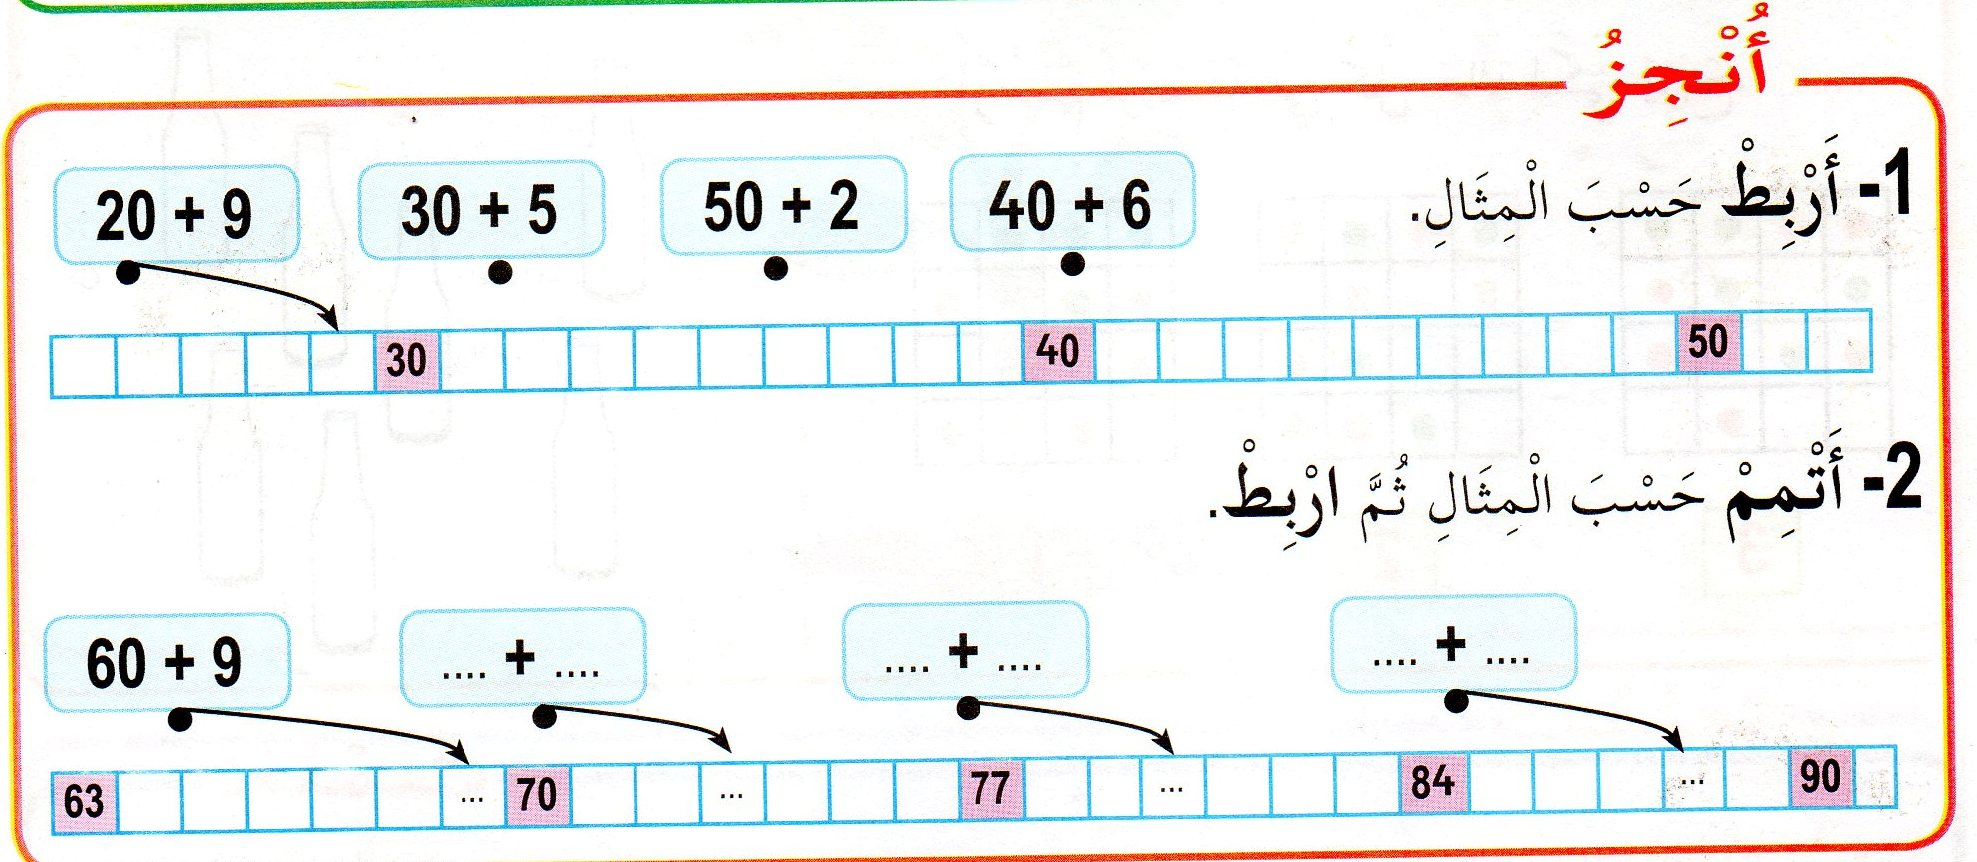 أُنْجِزُ
1- أَرْبِطْ حَسْبَ الْمِثَالِ.
20 + 9 30 + 5 50 + 2 40 + 6
30 40 50
2- أَتْمِمْ حَسْبَ الْمِثَالِ ثُمَّ ارْبِطْ.
60 + 9 .... + .... .... + .... .... + ....
63 ... 70 ... 77 ... 84 ... 90